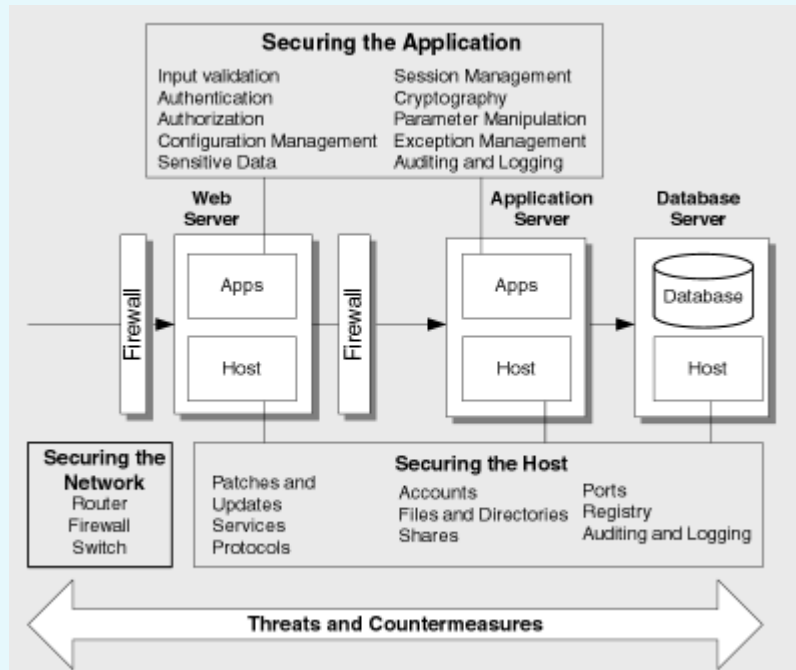 Securing the Application
Input validation
Authentication
Authorization
Configuration Management
Sensitive Data
Session Management
Cryptography
Parameter Manipulation
Exception Management
Auditing and Logging
Web
Server
Application
Server
Database
Server
Firewall
Apps
Host
Firewall
Apps
Host
Database
Host
Securing the
Network
Router
Firewall
Switch
Securing the Host
Patches and
Updates
Services
Protocols
Accounts
Files and Directories
Shares
Ports
Registry
Auditing and Logging
Threats and Countermeasures